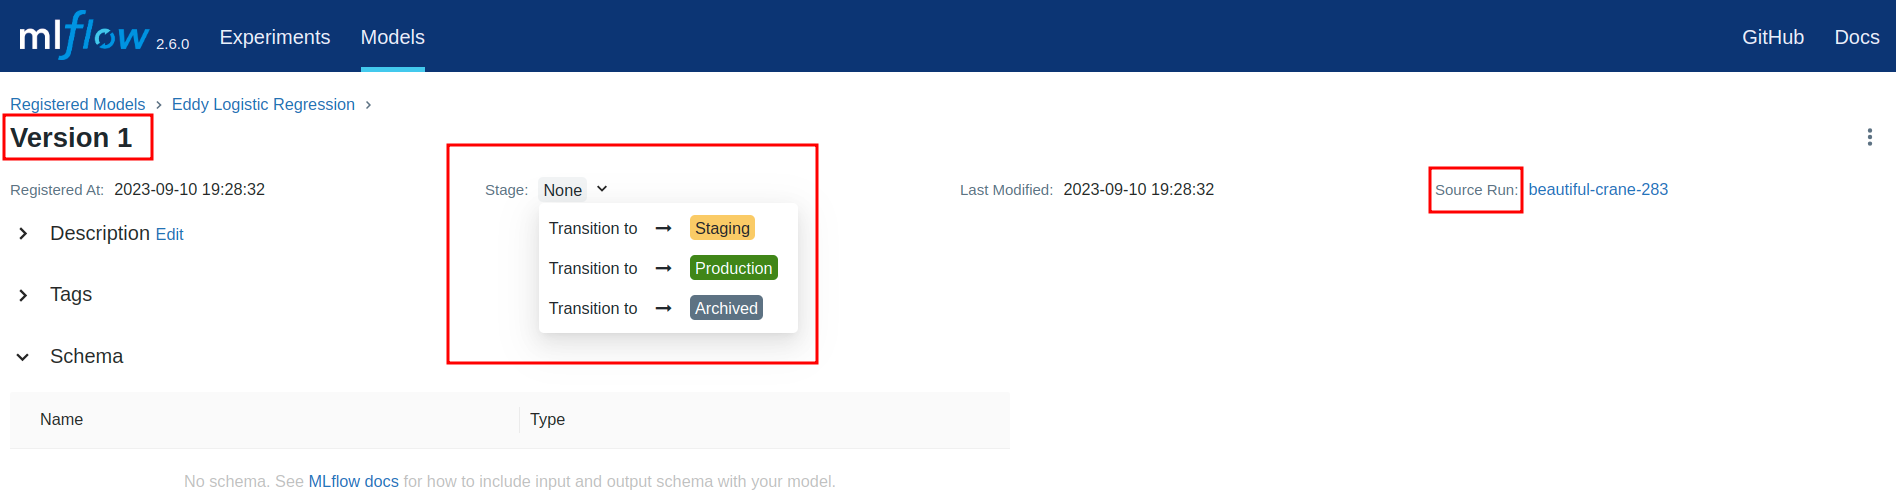 mlflow 2.6.0 Experiments Models GitHub Docs
Registered Models › Eddy Logistic Regression ›
Version 1
Registered At: 2023-09-10 19:28:32 Stage: None Last Modified: 2023-09-10 19:28:32 Source Run: beautiful-crane-283
Transition to → Staging
Description Edit
Transition to → Production
Tags
Transition to → Archived
Schema
Name Type
No schema. See MLflow docs for how to include input and output schema with your model.